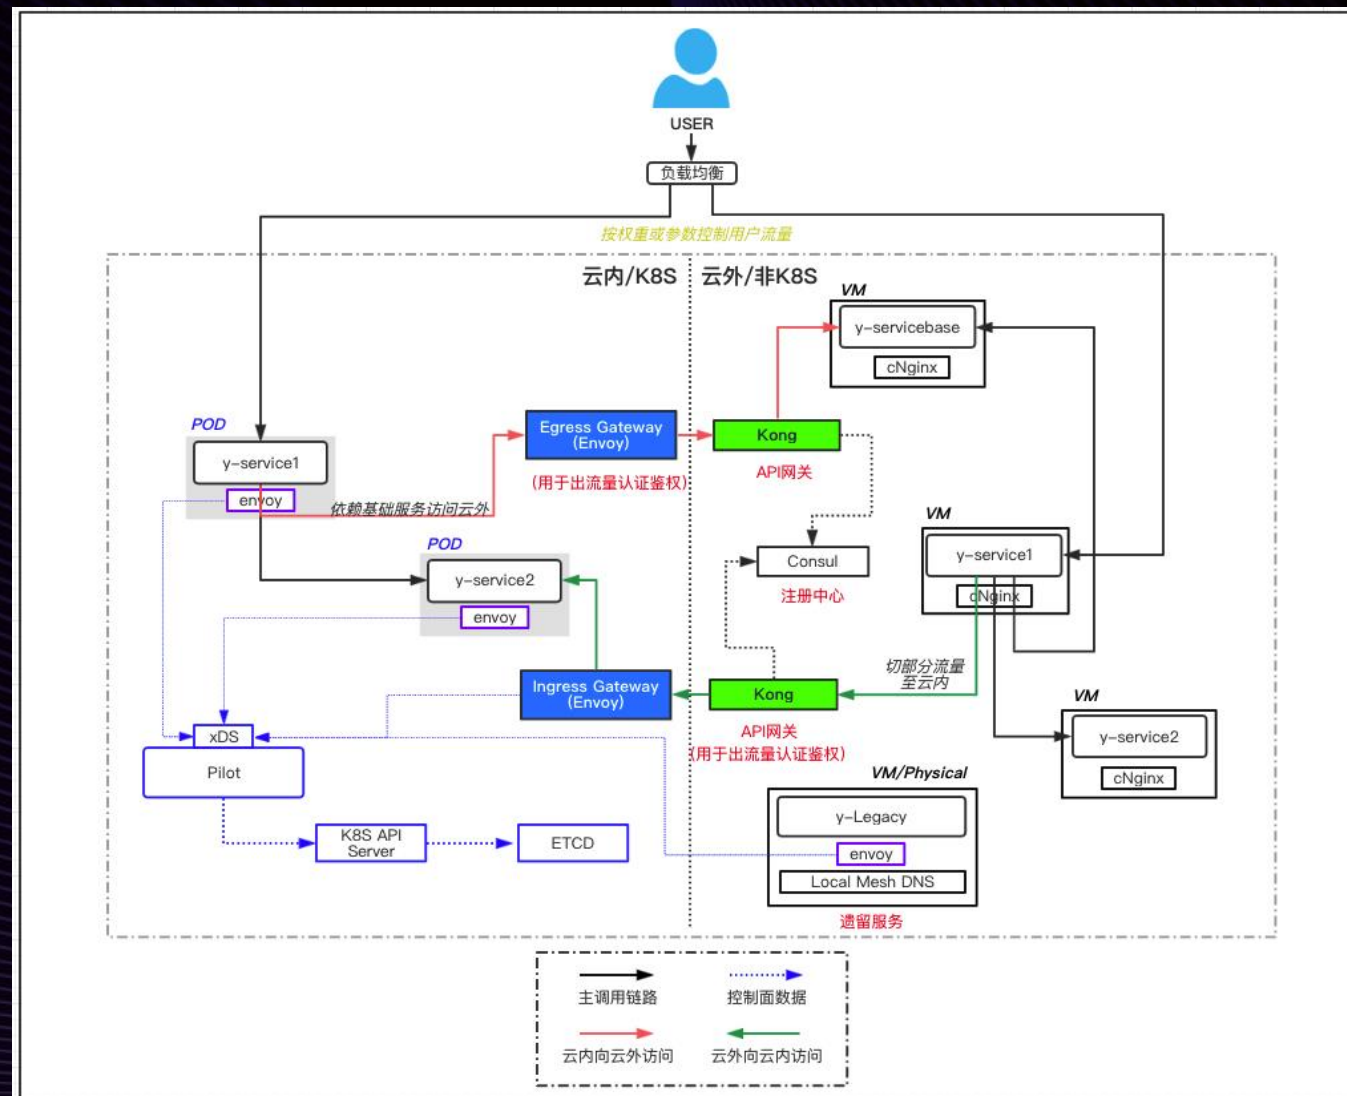 USER
负载均衡
按权重或参数控制用户流量
云内/K8S
云外/非K8S
VM
y-servicebase
cNginx
POD
y-service1
envoy
Egress Gateway
(Envoy)
(用于出流量认证鉴权)
Kong
API网关
依赖基础服务访问云外
VM
y-service1
cNginx
POD
y-service2
envoy
Consul
注册中心
切部分流量
至云内
Ingress Gateway
(Envoy)
Kong
API网关
(用于出流量认证鉴权)
VM
y-service2
cNginx
xDS
Pilot
VM/Physical
y-Legacy
envoy
Local Mesh DNS
遗留服务
K8S API
Server
ETCD
主调用链路
控制面数据
云内向云外访问
云外向云内访问